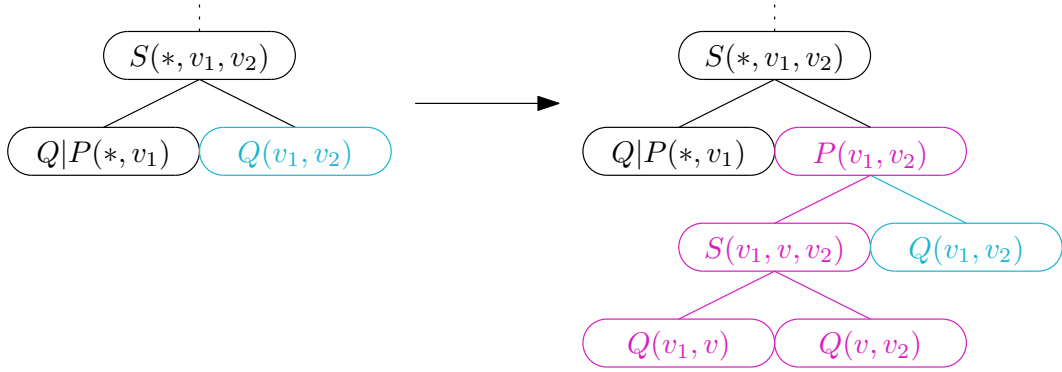 S(∗, v₁, v₂)
Q|P(∗, v₁)
Q(v₁, v₂)
S(∗, v₁, v₂)
Q|P(∗, v₁)
P(v₁, v₂)
S(v₁, v, v₂)
Q(v₁, v₂)
Q(v₁, v)
Q(v, v₂)